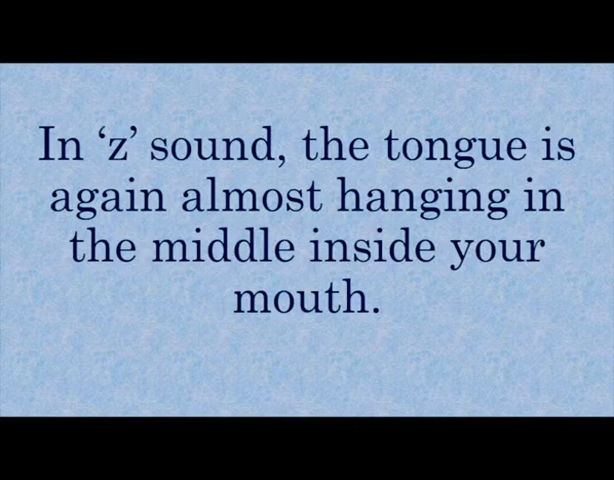 In ‘z’ sound, the tongue is
again almost hanging in
the middle inside your
mouth.